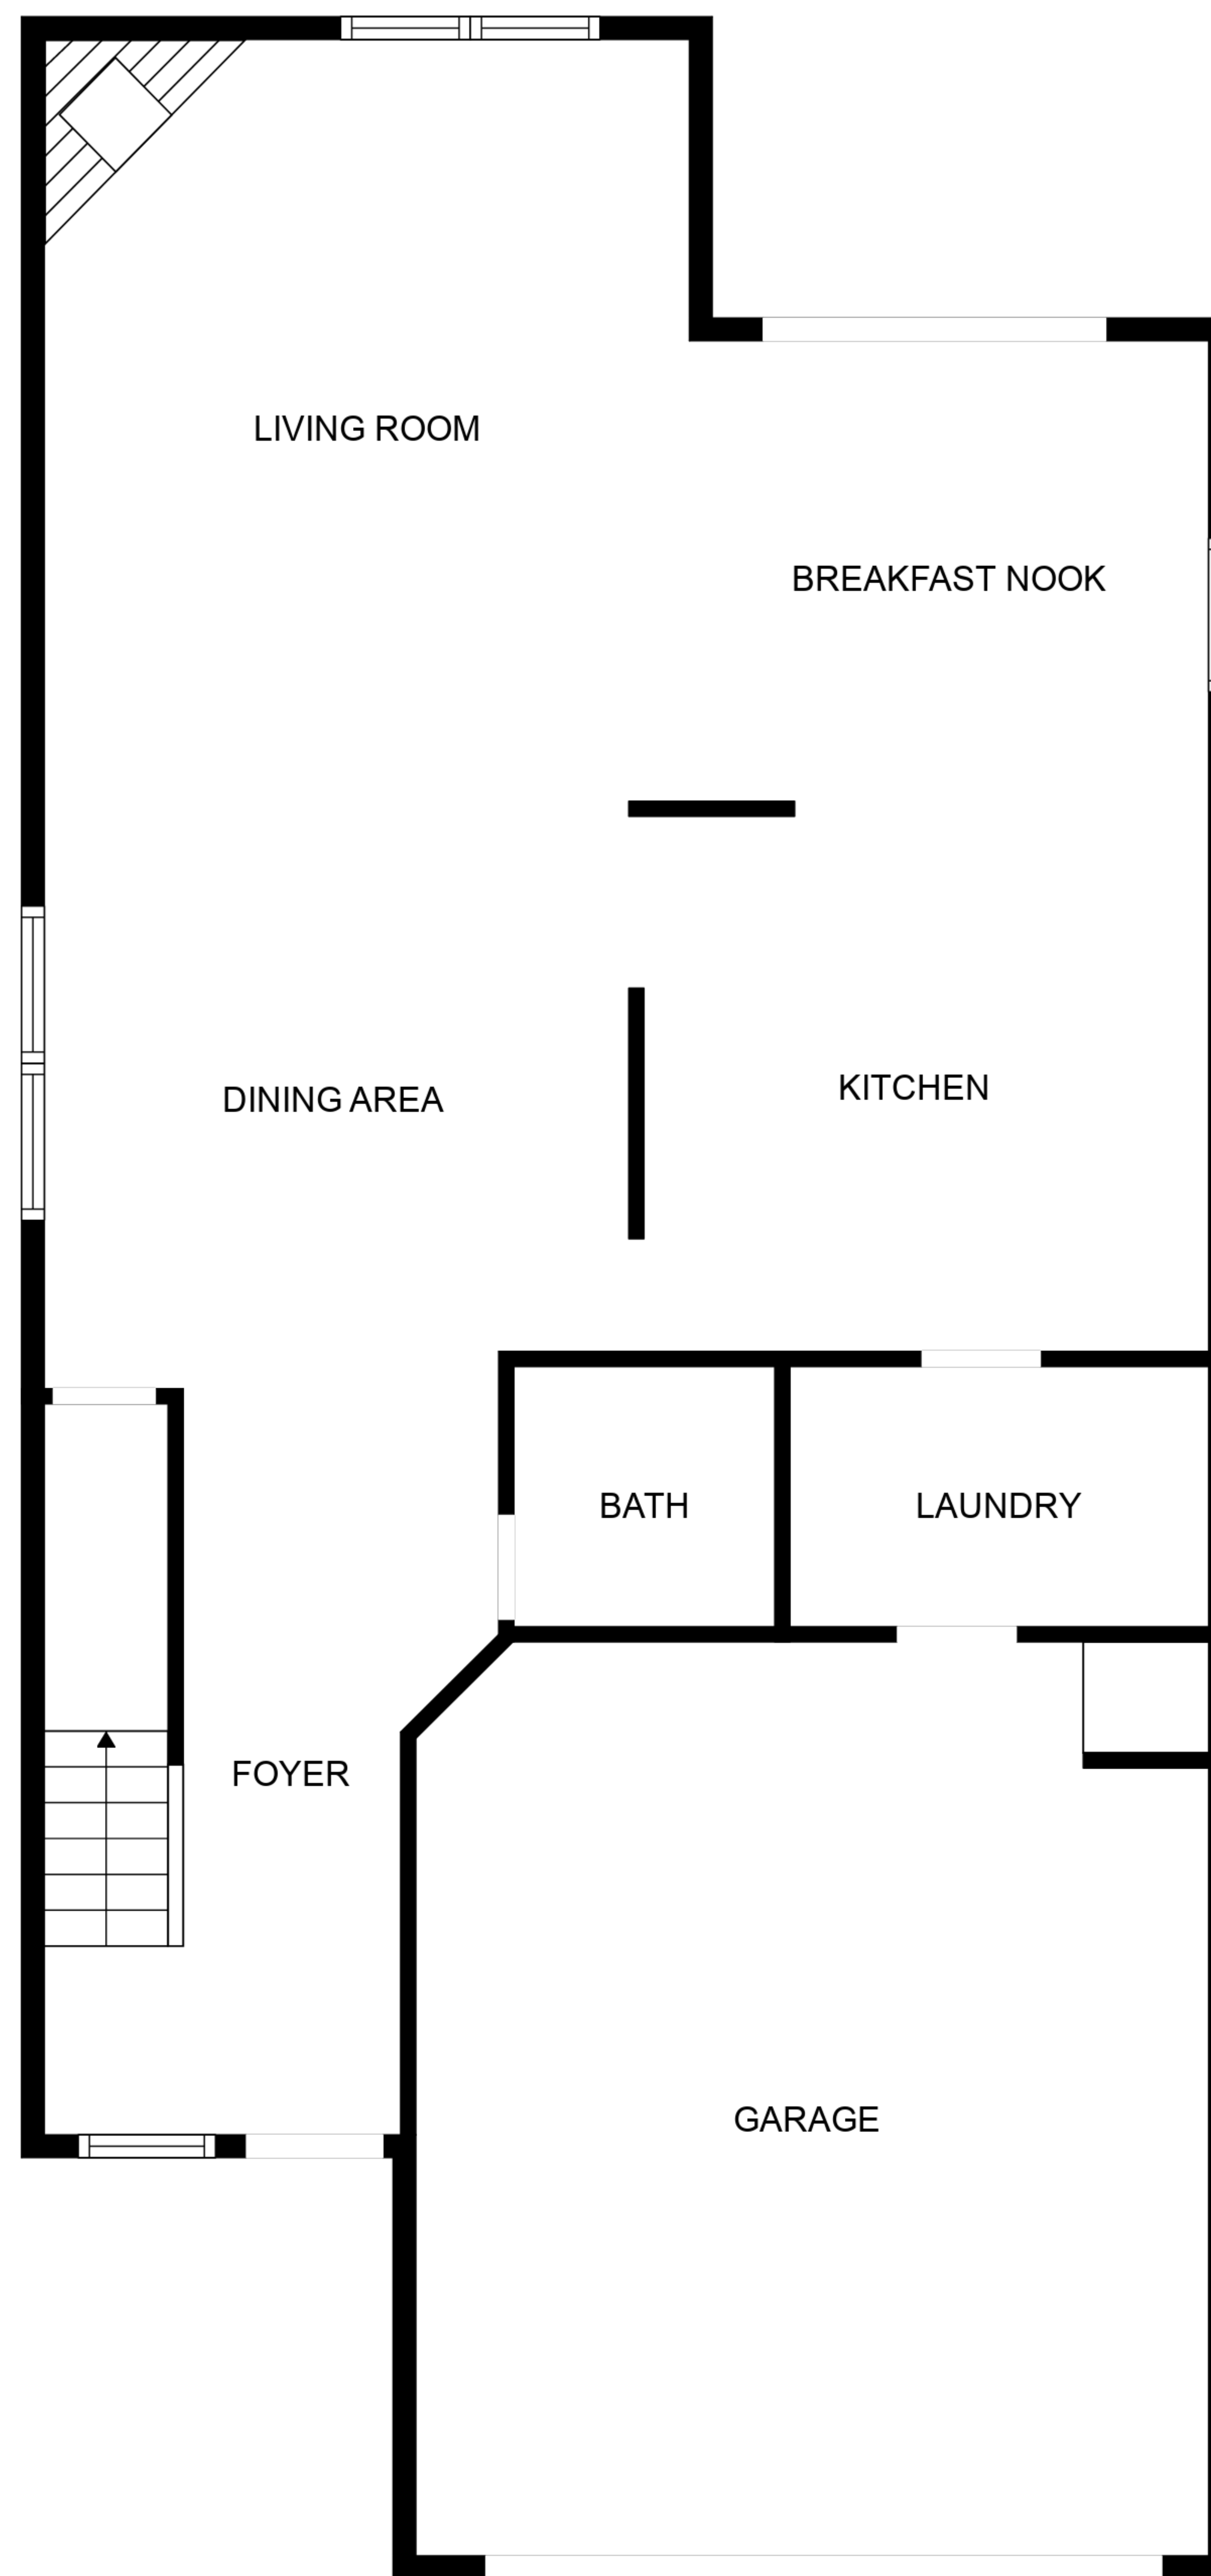 LIVING ROOM
BREAKFAST NOOK
KITCHEN
DINING AREA
BATH
LAUNDRY
FOYER
GARAGE